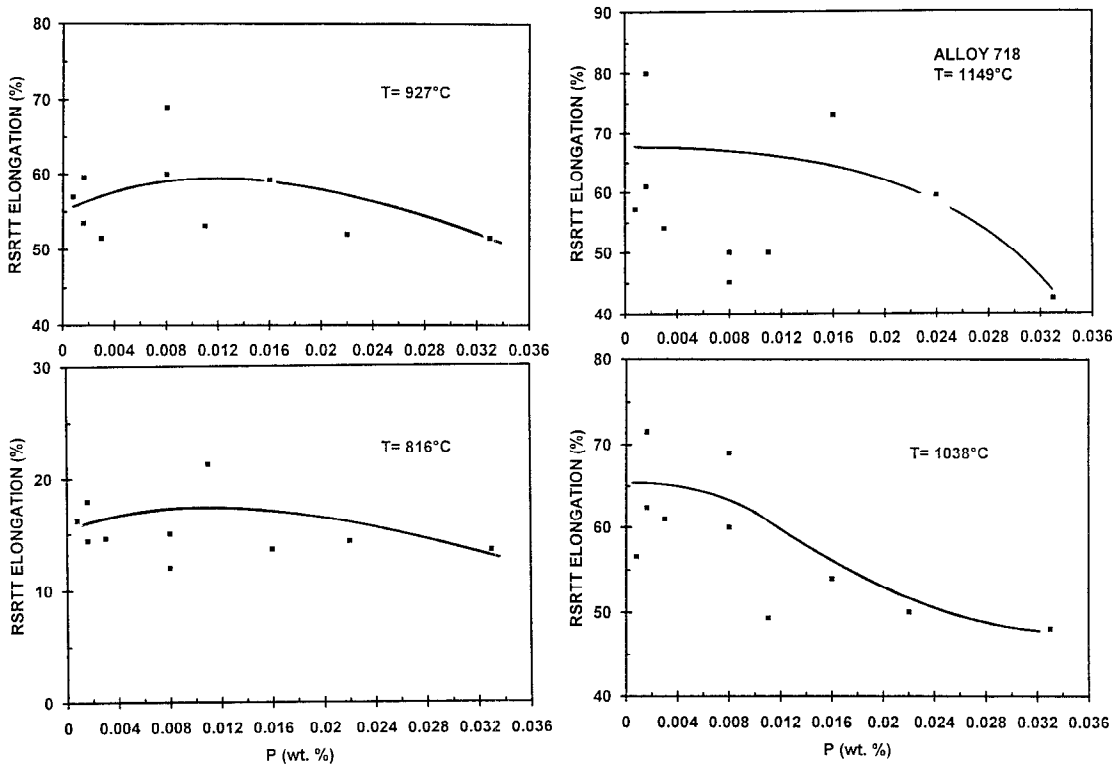 80
70
60
50
40
RSRTT ELONGATION (%)
T= 927°C
0 0.004 0.008 0.012 0.016 0.02 0.024 0.028 0.032 0.036
90
80
70
60
50
40
RSRTT ELONGATION (%)
ALLOY 718
T= 1149°C
0 0.004 0.008 0.012 0.016 0.02 0.024 0.028 0.032 0.036
30
20
10
0
RSRTT ELONGATION (%)
T= 816°C
0 0.004 0.008 0.012 0.016 0.02 0.024 0.028 0.032 0.036
P (wt. %)
80
70
60
50
40
RSRTT ELONGATION (%)
T= 1038°C
0 0.004 0.008 0.012 0.016 0.02 0.024 0.028 0.032 0.036
P (wt. %)